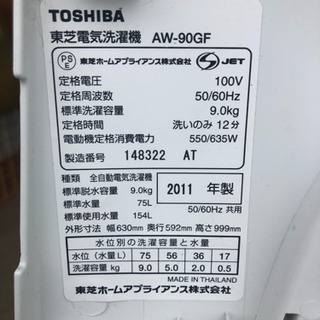 TOSHIBA
東芝電気洗濯機 AW-90GF
PS E 東芝ホームアプライアンス株式会社 S JET
定格電圧 100V
定格周波数 50/60Hz
標準洗濯容量 9.0kg
定格時間 洗いのみ 12分
電動機定格消費電力 550/635W
製造番号 148322 AT
種類 全自動電気洗濯機
標準脱水容量 9.0kg 2011 年製
標準水量 75L
標準使用水量 154L 50/60Hz 共用
外形寸法 幅630mm 奥行592mm 高さ999mm
水位別の洗濯容量
水位(水量L) 75 56 36 17
洗濯容量 kg 9.0 5.0 2.0 0.5
MADE IN THAILAND
東芝ホームアプライアンス株式会社